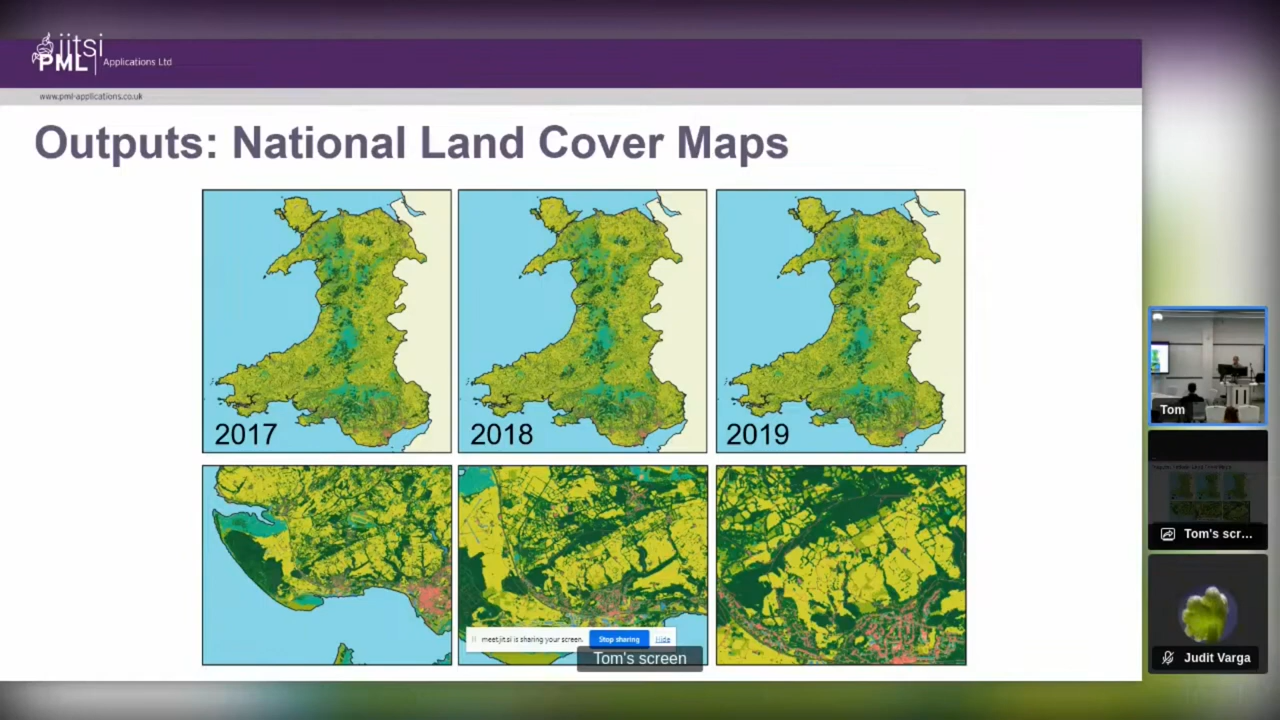 jitsi
PML Applications Ltd
www.pml-applications.co.uk
Outputs: National Land Cover Maps
2017
2018
2019
meet.jit.si is sharing your screen.
Stop sharing
Hide
Tom's screen
Tom
Tom's scr...
Judit Varga